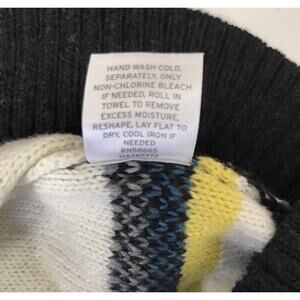 HAND WASH COLD,
SEPARATELY, ONLY
NON-CHLORINE BLEACH
IF NEEDED, ROLL IN
TOWEL TO REMOVE
EXCESS MOISTURE,
RESHAPE, LAY FLAT TO
DRY, COOL IRON IF
NEEDED
RN58665